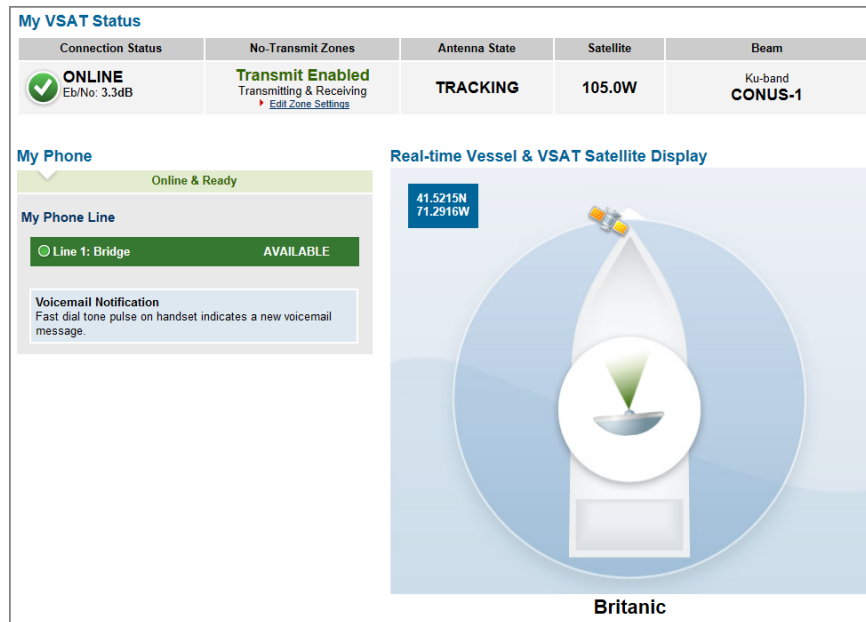 My VSAT Status
Connection Status No-Transmit Zones Antenna State Satellite Beam
ONLINE
Eb/No: 3.3dB
Transmit Enabled
Transmitting & Receiving
Edit Zone Settings
TRACKING
105.0W
Ku-band
CONUS-1
My Phone
Online & Ready
My Phone Line
Line 1: Bridge AVAILABLE
Voicemail Notification
Fast dial tone pulse on handset indicates a new voicemail
message.
Real-time Vessel & VSAT Satellite Display
41.5215N
71.2916W
Britanic